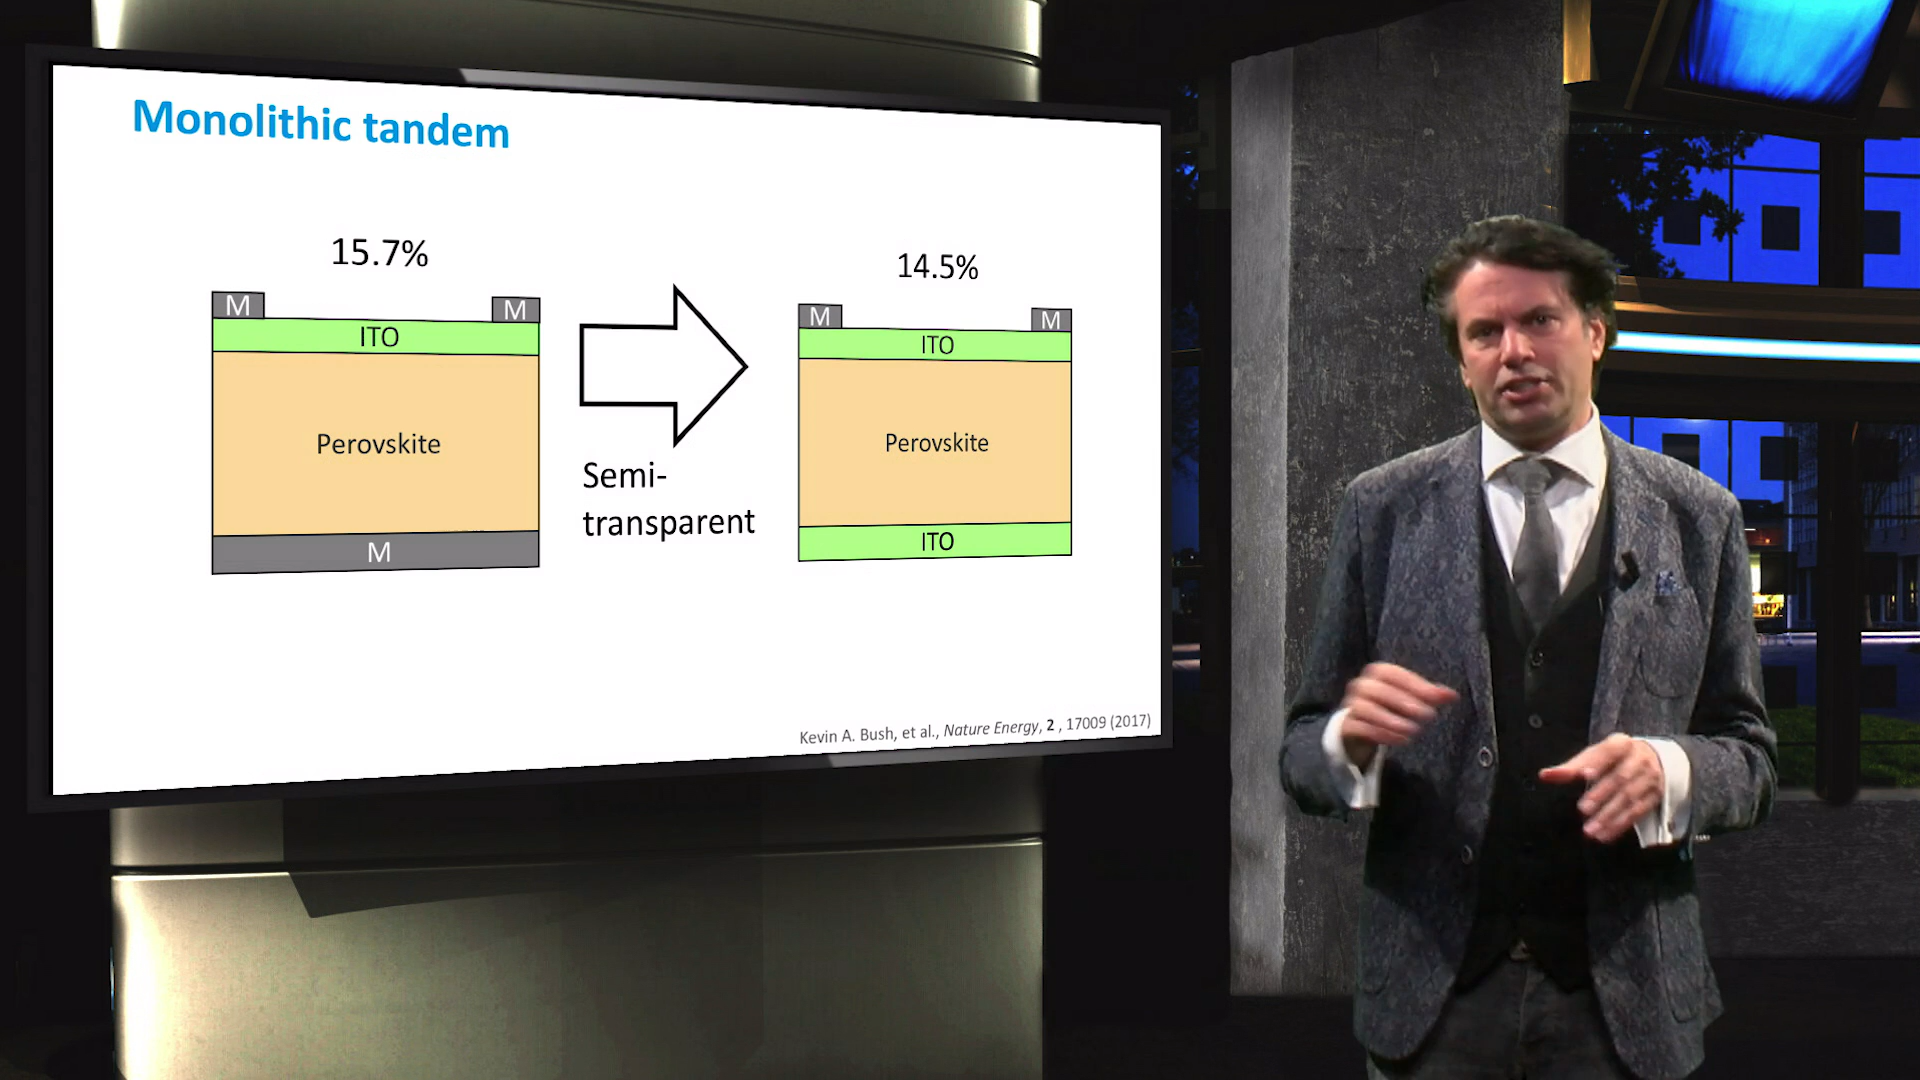 Monolithic tandem
15.7%
M M
ITO
Perovskite
M
Semi-
transparent
14.5%
M M
ITO
Perovskite
ITO
Kevin A. Bush, et al., Nature Energy, 2 , 17009 (2017)